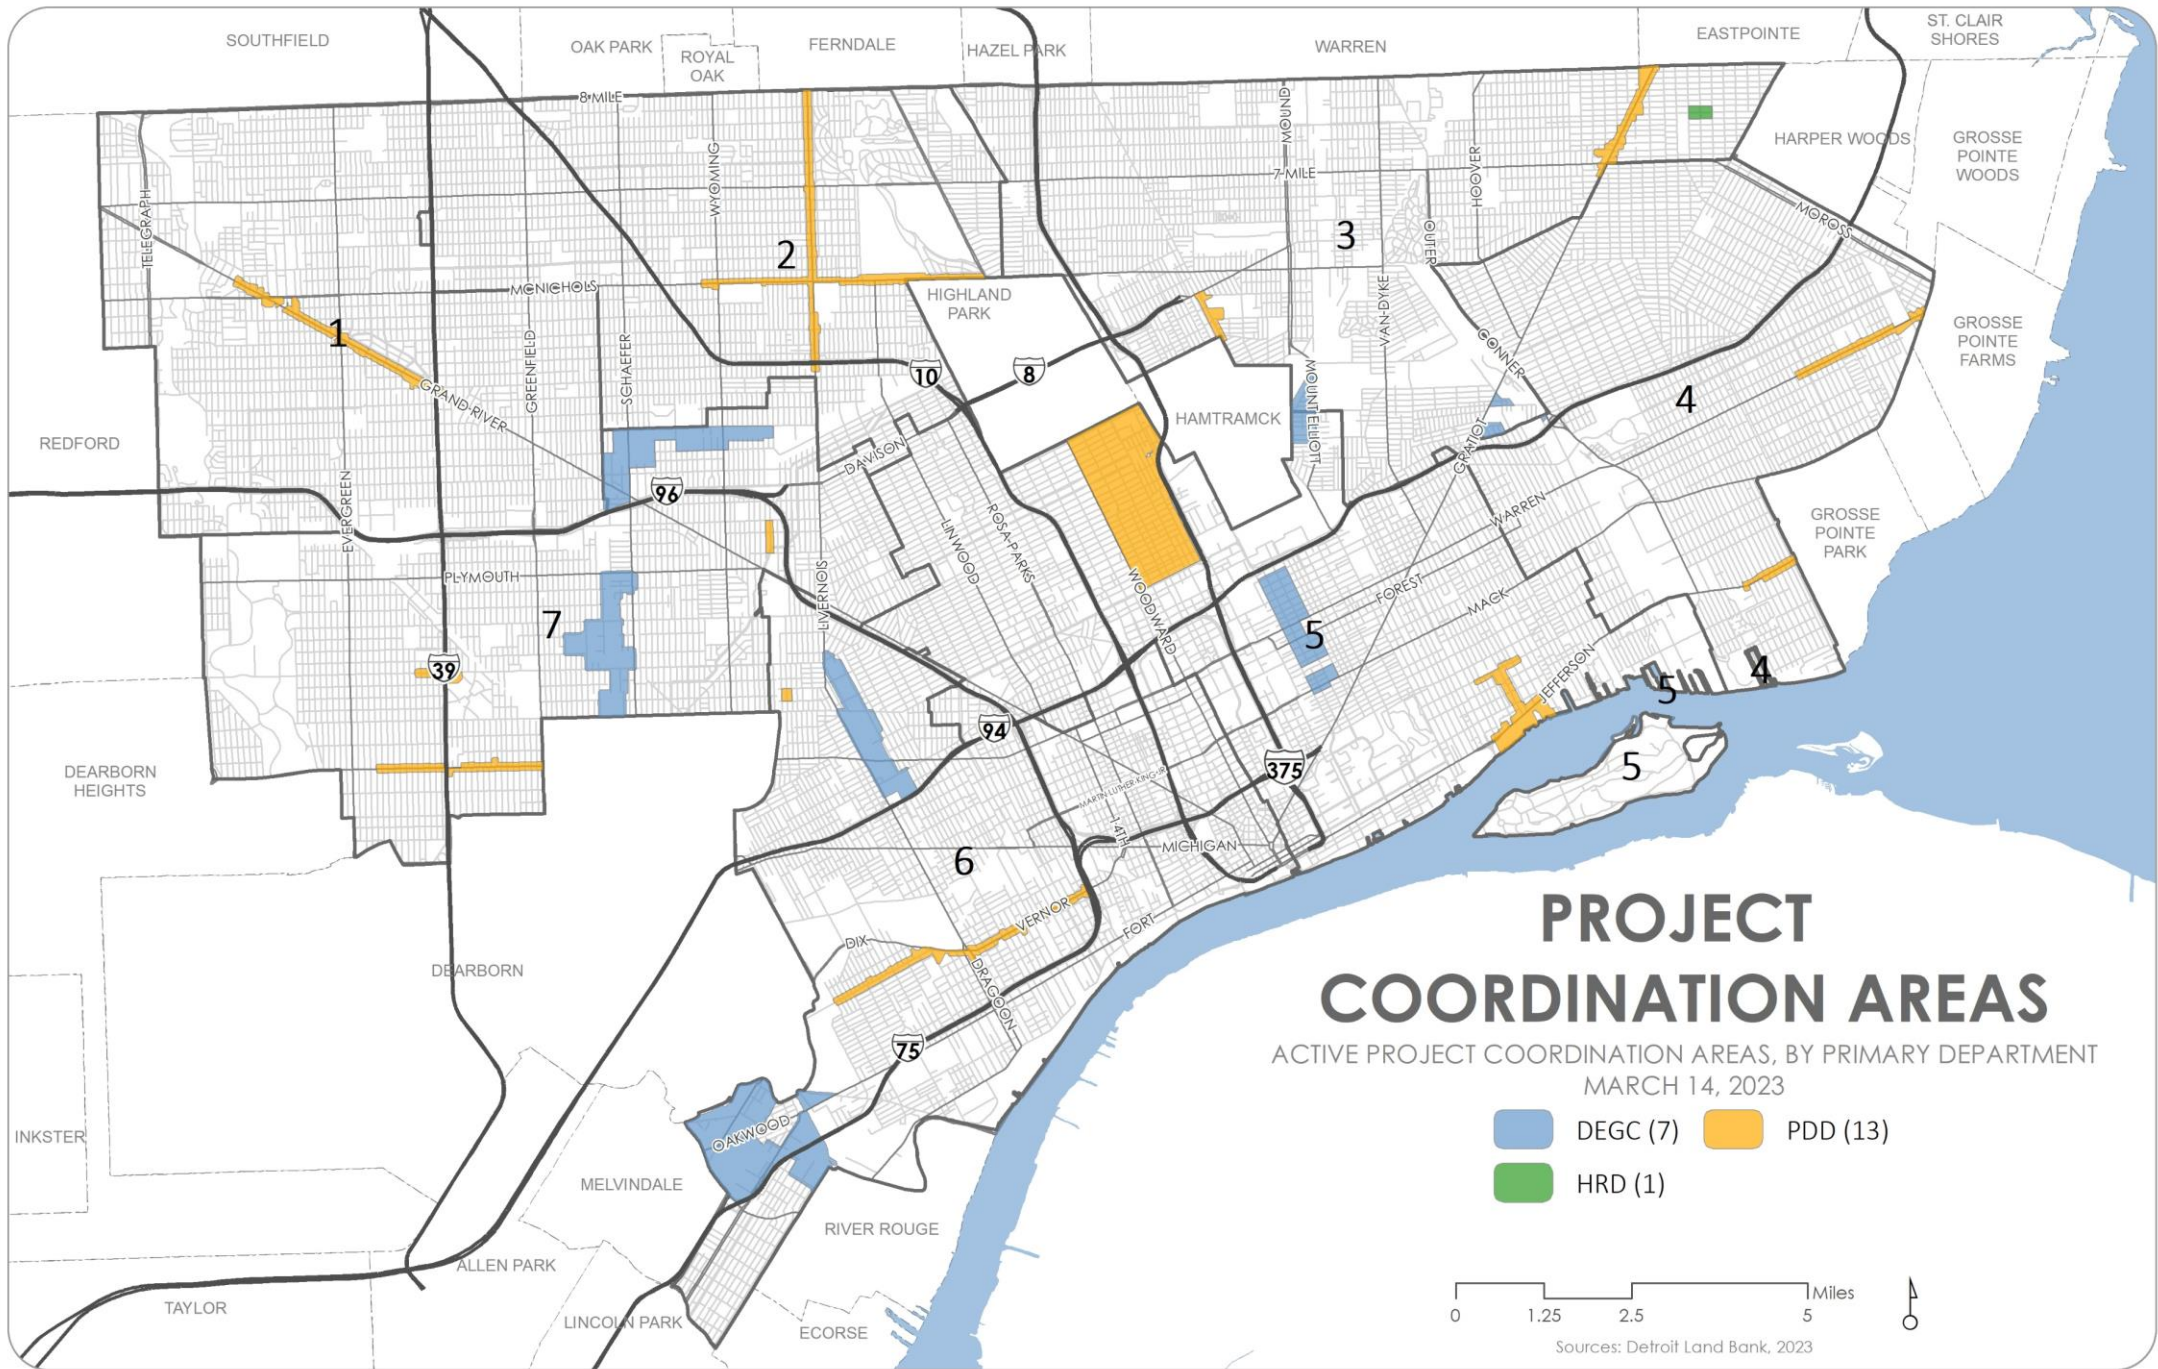 SOUTHFIELD
OAK PARK
ROYAL
OAK
FERNDALE
HAZEL PARK
WARREN
EASTPOINTE
ST. CLAIR
SHORES
8 MILE
HARPER WOODS
GROSSE
POINTE
WOODS
TELEGRAPH
WYOMING
MOUND
7 MILE
HOOVER
OUTER
MOROSS
2
3
1
MCNICHOLS
GREENFIELD
SCHAEFER
HIGHLAND
PARK
VAN-DYKE
CONNER
GROSSE
POINTE
FARMS
GRAND-RIVER
10
8
HAMTRAMCK
MOUNT-ELLIOTT
4
REDFORD
DAVISON
GRATIOT
96
EVERGREEN
LINWOOD
ROSA-PARKS
WARREN
GROSSE
POINTE
PARK
PLYMOUTH
LIVERNOIS
WOODWARD
FOREST
MACK
7
5
39
JEFFERSON
4
5
94
375
5
DEARBORN
HEIGHTS
MARTIN-LUTHER-KING-JR
14TH
MICHIGAN
6
VERNOR
FORT
DIX
DRAGOON
DEARBORN
75
OAKWOOD
INKSTER
MELVINDALE
RIVER ROUGE
ALLEN PARK
TAYLOR
LINCOLN PARK
ECORSE
PROJECT
COORDINATION AREAS
ACTIVE PROJECT COORDINATION AREAS, BY PRIMARY DEPARTMENT
MARCH 14, 2023
DEGC (7)
PDD (13)
HRD (1)
Miles
0 1.25 2.5 5
Sources: Detroit Land Bank, 2023